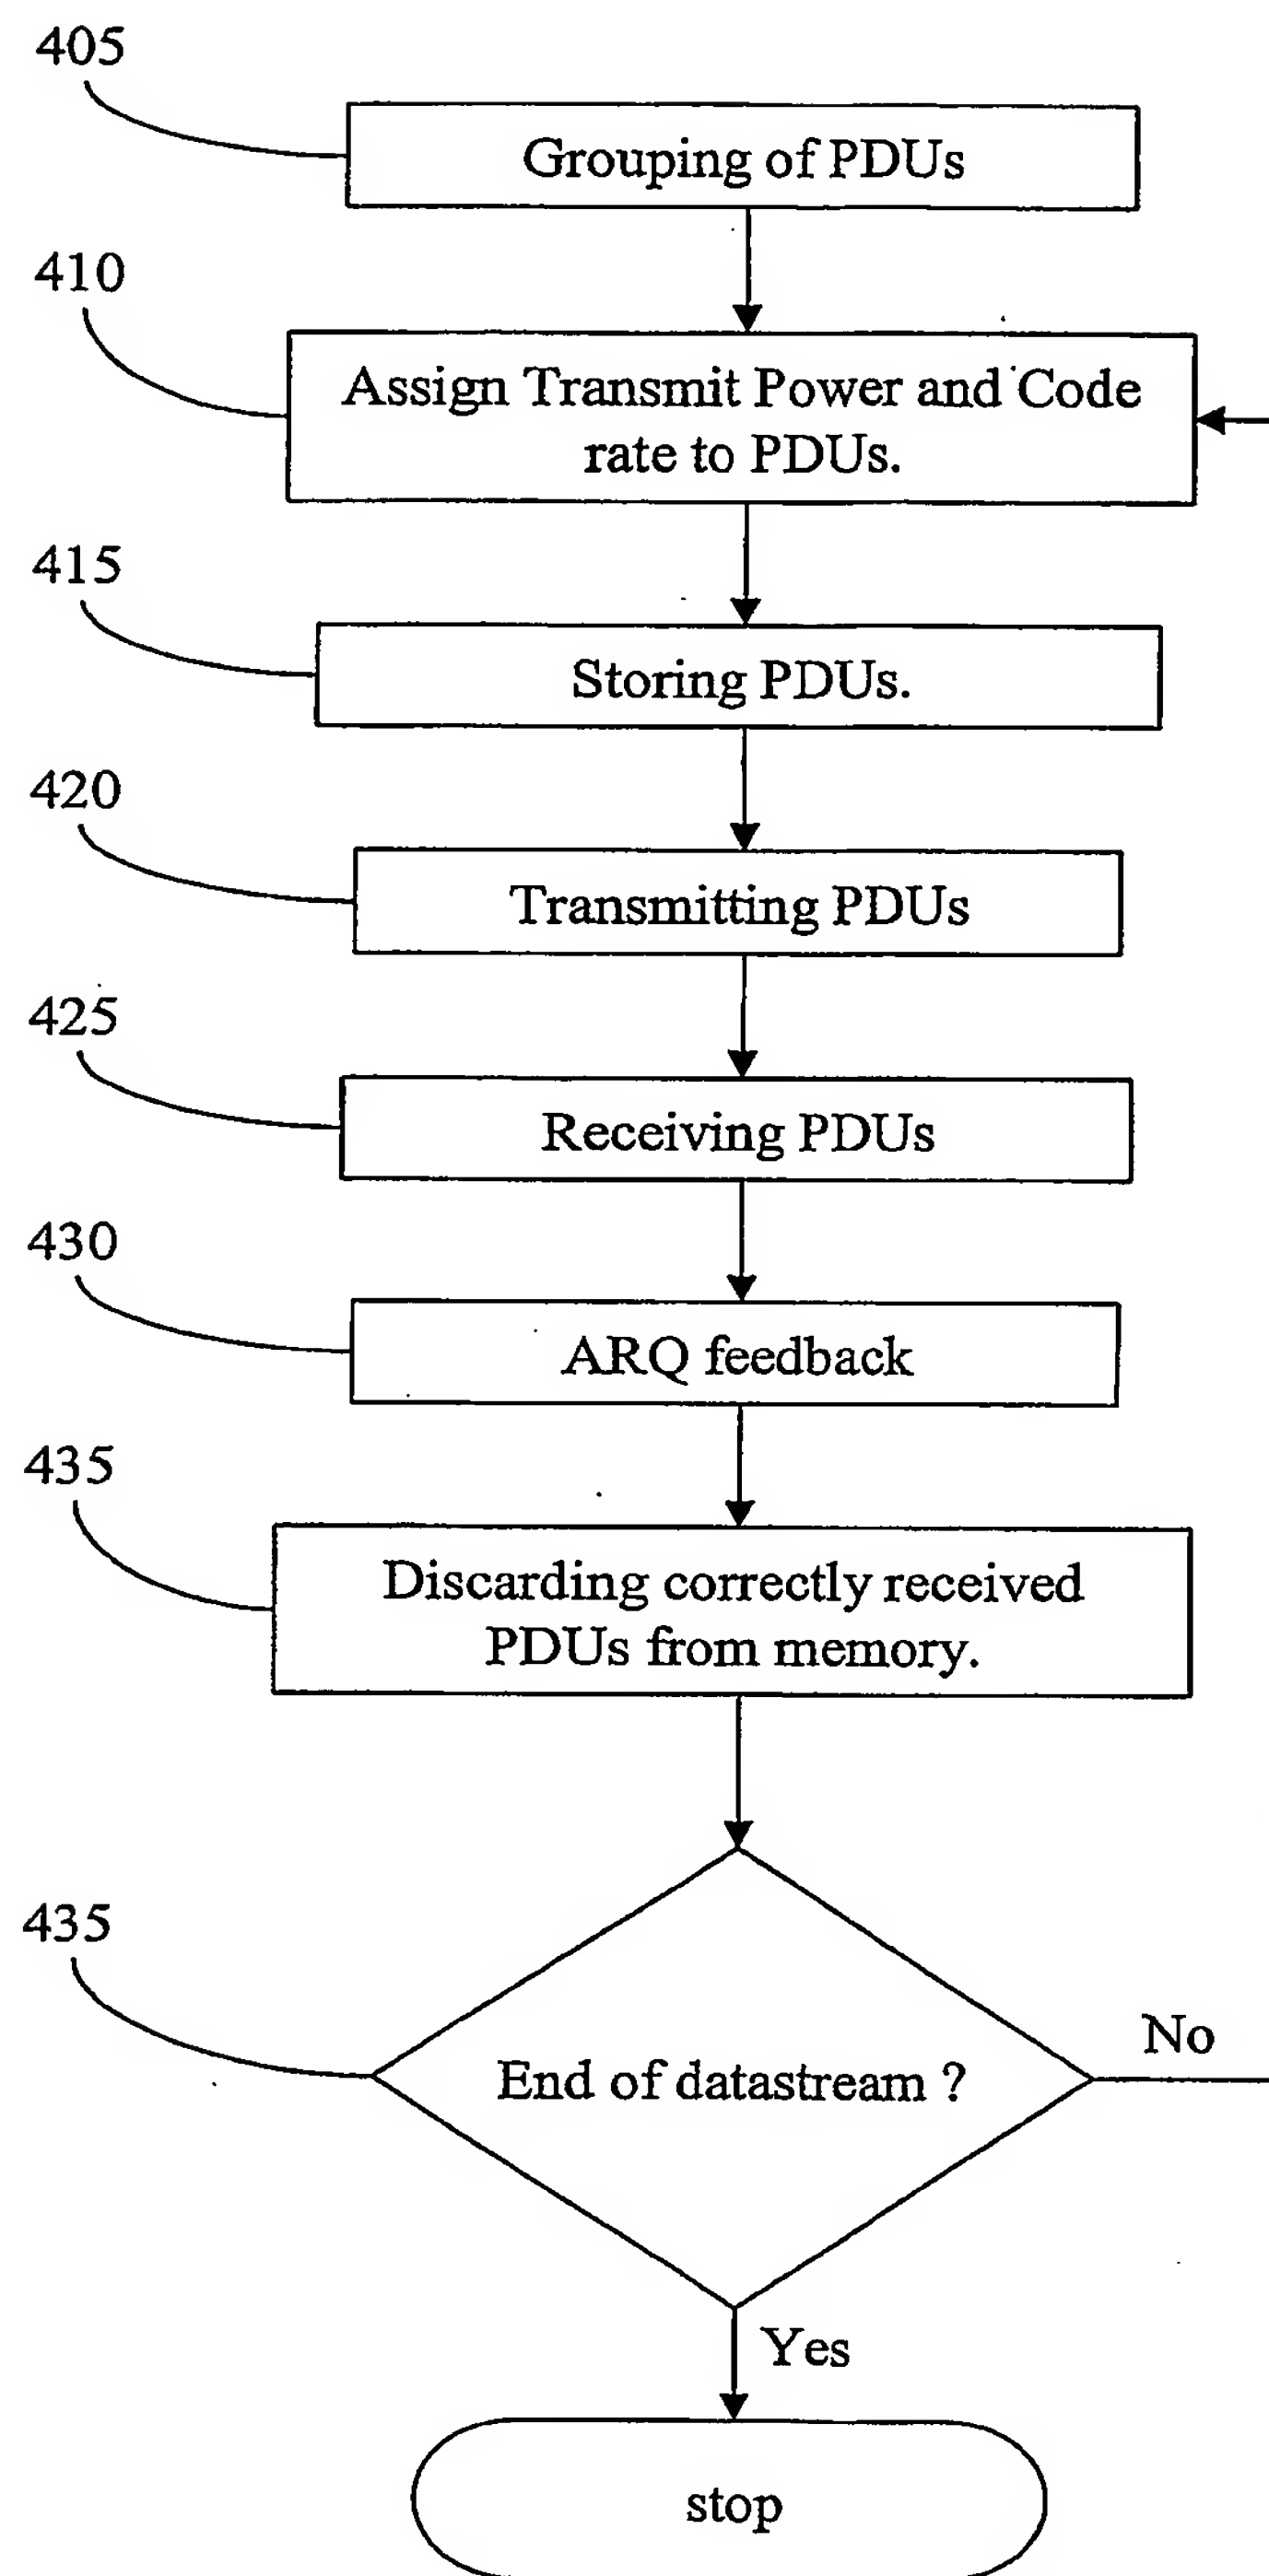 405
Grouping of PDUs
410
Assign Transmit Power and Code
rate to PDUs.
415
Storing PDUs.
420
Transmitting PDUs
425
Receiving PDUs
430
ARQ feedback
435
Discarding correctly received
PDUs from memory.
435
End of datastream ?
No
Yes
stop